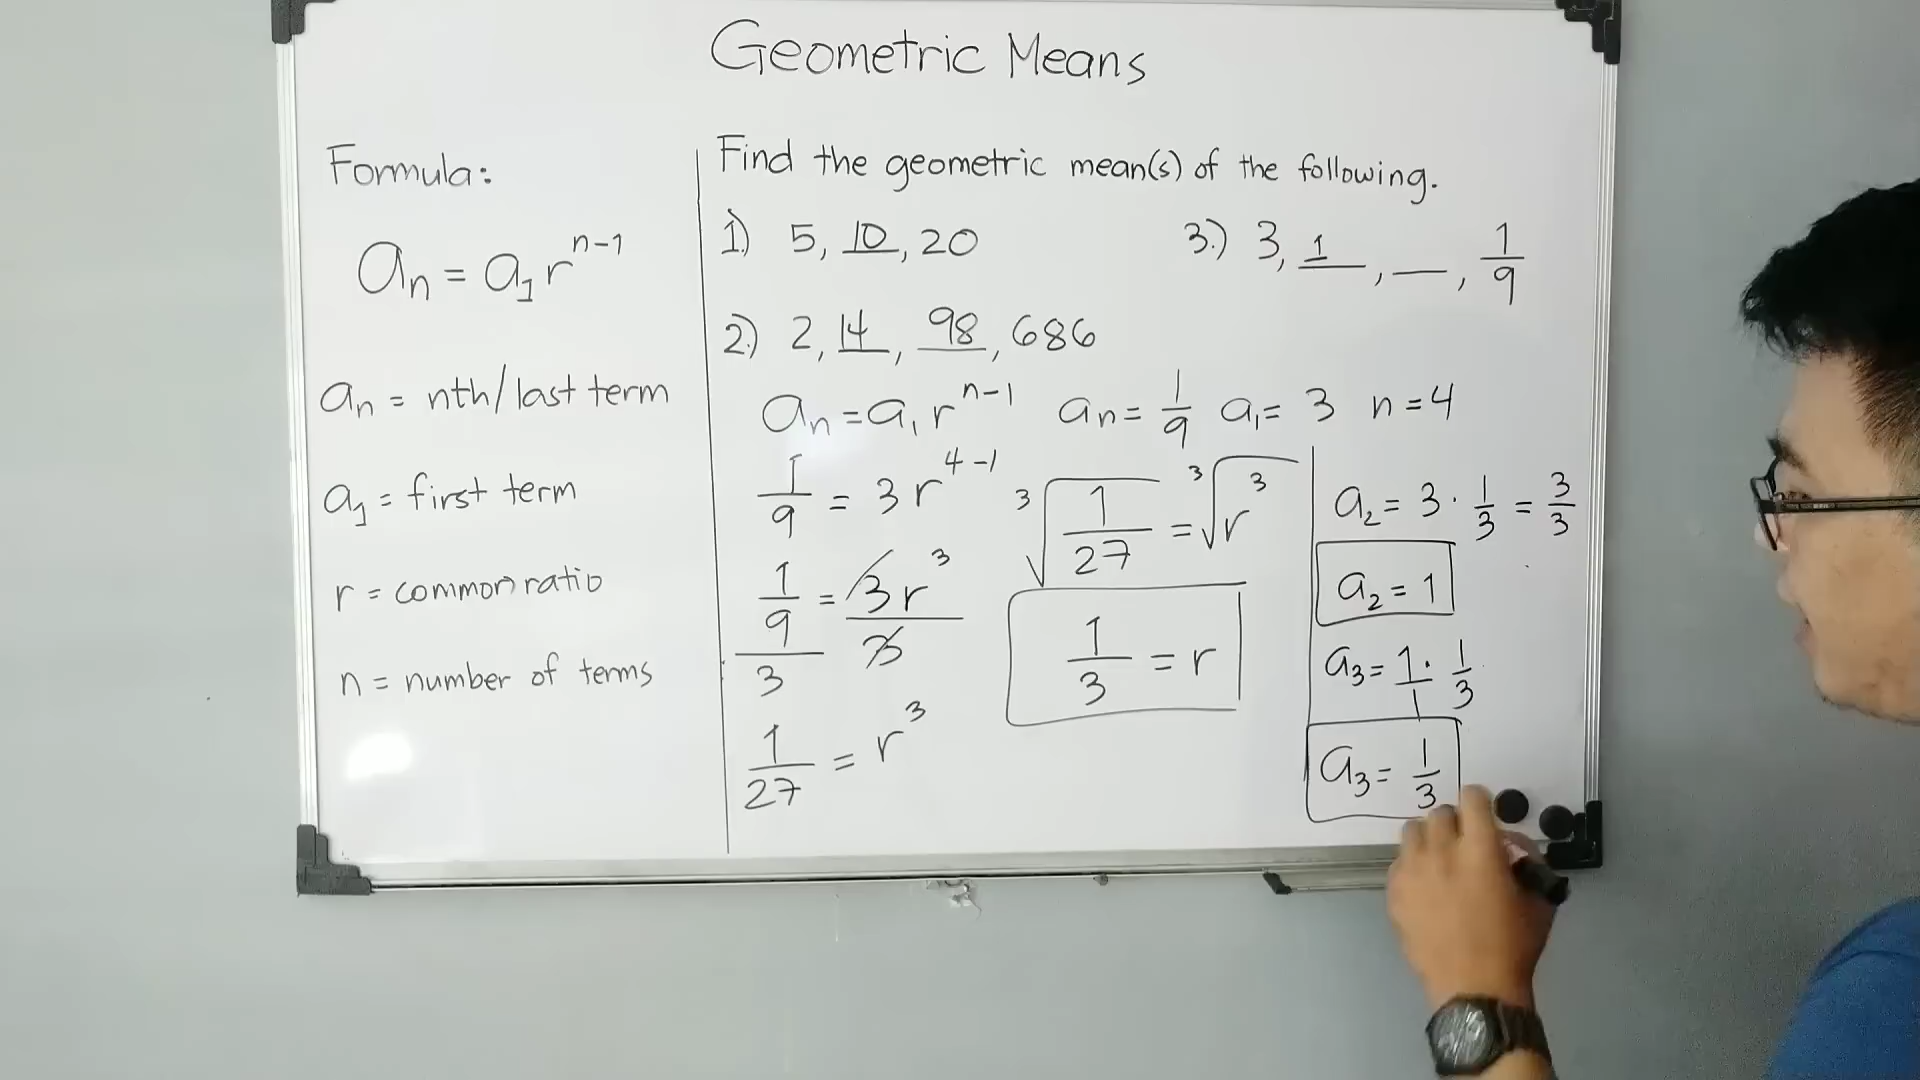 Geometric Means
Formula:
aₙ = a₁ rⁿ⁻¹
aₙ = nth/last term
a₁ = first term
r = common ratio
n = number of terms
Find the geometric mean(s) of the following.
1) 5, 10, 20
2) 2, 14, 98, 686
3.) 3, 1, __, 1/9
aₙ = a₁ rⁿ⁻¹ aₙ = 1/9 a₁ = 3 n = 4
1/9 = 3r⁴⁻¹
1/9 / 3 = 3r³ / 3
1/27 = r³
³√(1/27) = ³√(r³)
1/3 = r
a₂ = 3 · 1/3 = 3/3
a₂ = 1
a₃ = 1/1 · 1/3
a₃ = 1/3